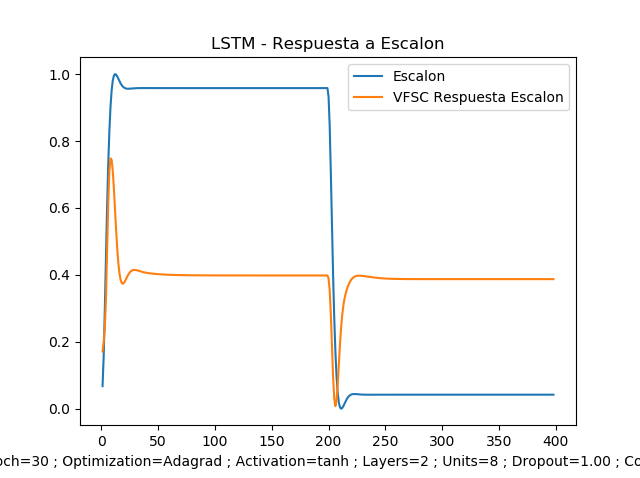 LSTM - Respuesta a Escalon
Escalon
VFSC Respuesta Escalon
1.0
0.8
0.6
0.4
0.2
0.0
0 50 100 150 200 250 300 350 400
=30 ; Optimization=Adagrad ; Activation=tanh ; Layers=2 ; Units=8 ; Dropout=1.00 ;